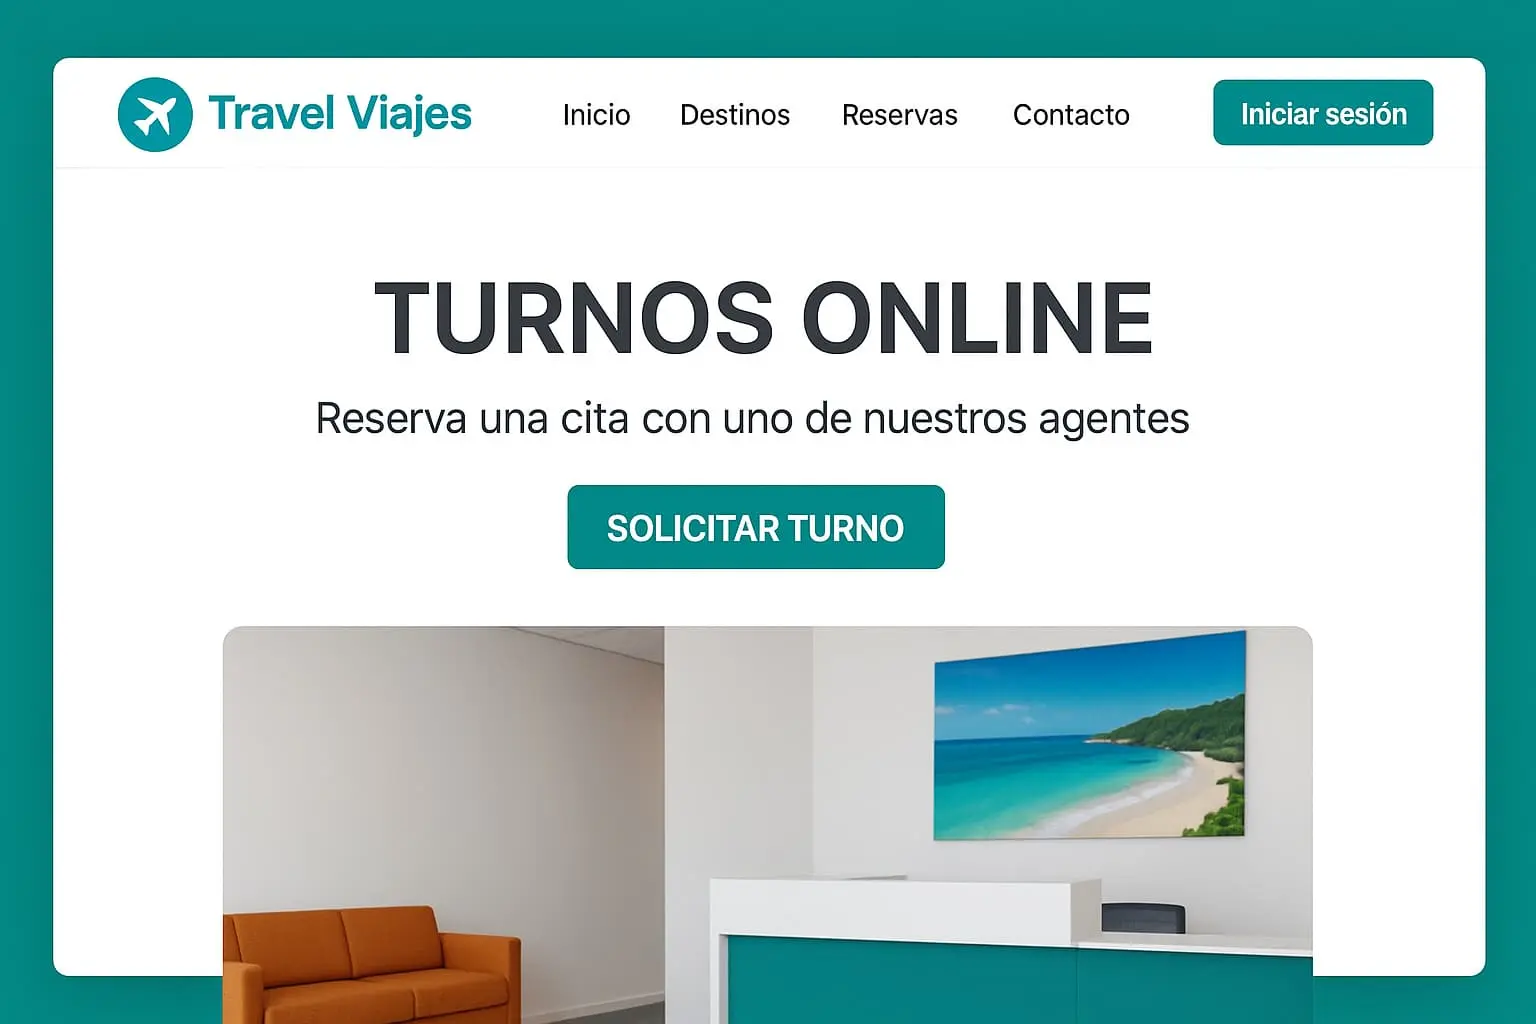 Travel Viajes
Inicio Destinos Reservas Contacto
Iniciar sesión
TURNOS ONLINE
Reserva una cita con uno de nuestros agentes
SOLICITAR TURNO